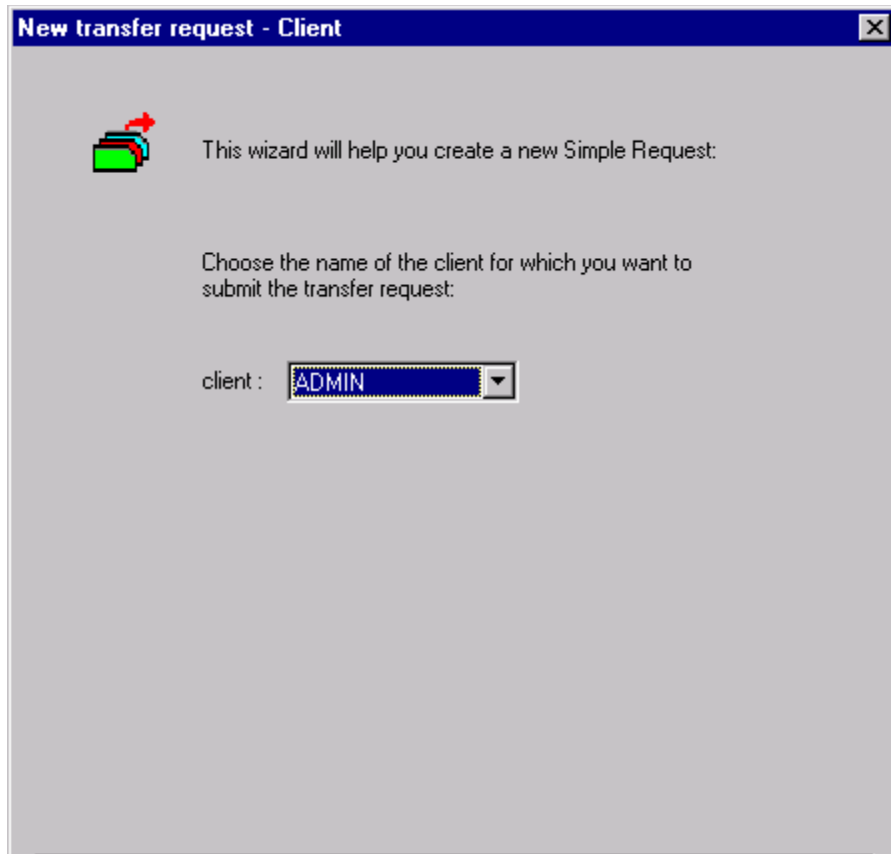 New transfer request - Client
This wizard will help you create a new Simple Request:
Choose the name of the client for which you want to
submit the transfer request:
client : ADMIN